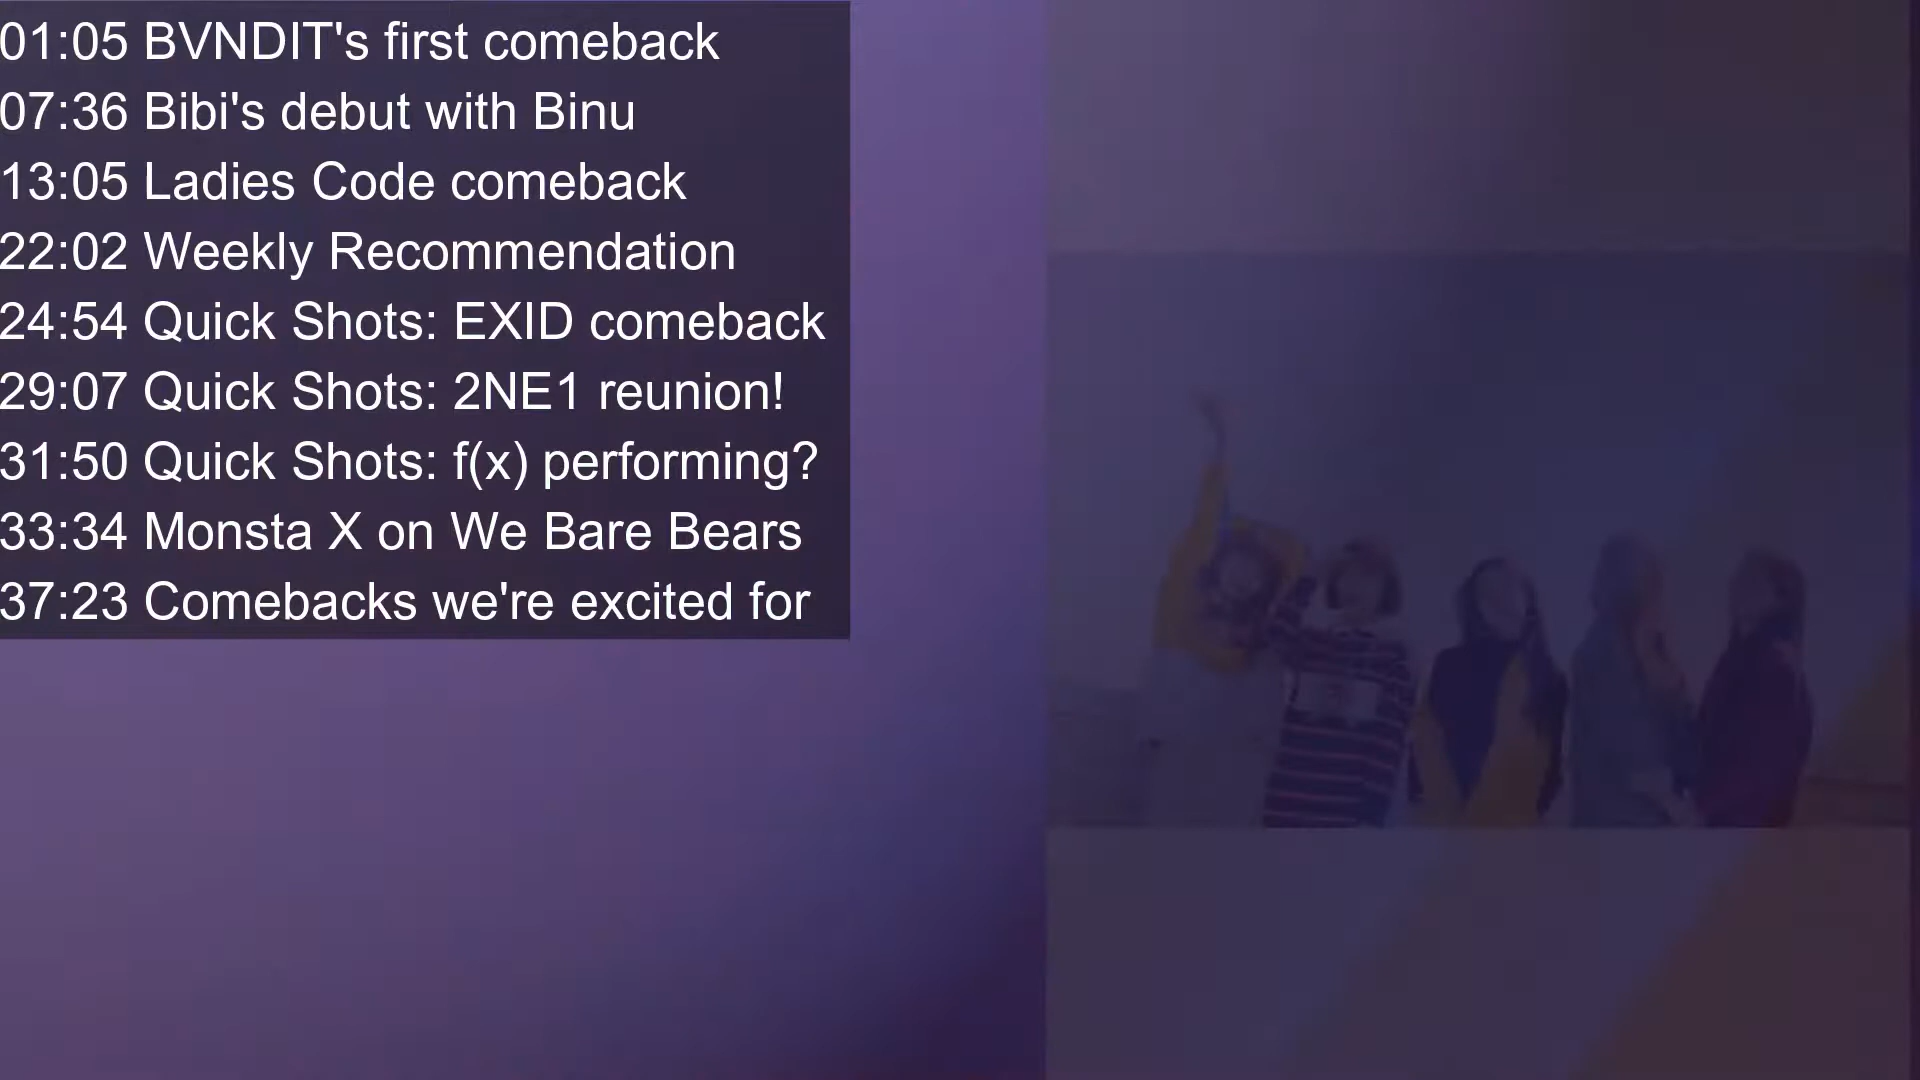 01:05 BVNDIT's first comeback
07:36 Bibi's debut with Binu
13:05 Ladies Code comeback
22:02 Weekly Recommendation
24:54 Quick Shots: EXID comeback
29:07 Quick Shots: 2NE1 reunion!
31:50 Quick Shots: f(x) performing?
33:34 Monsta X on We Bare Bears
37:23 Comebacks we're excited for